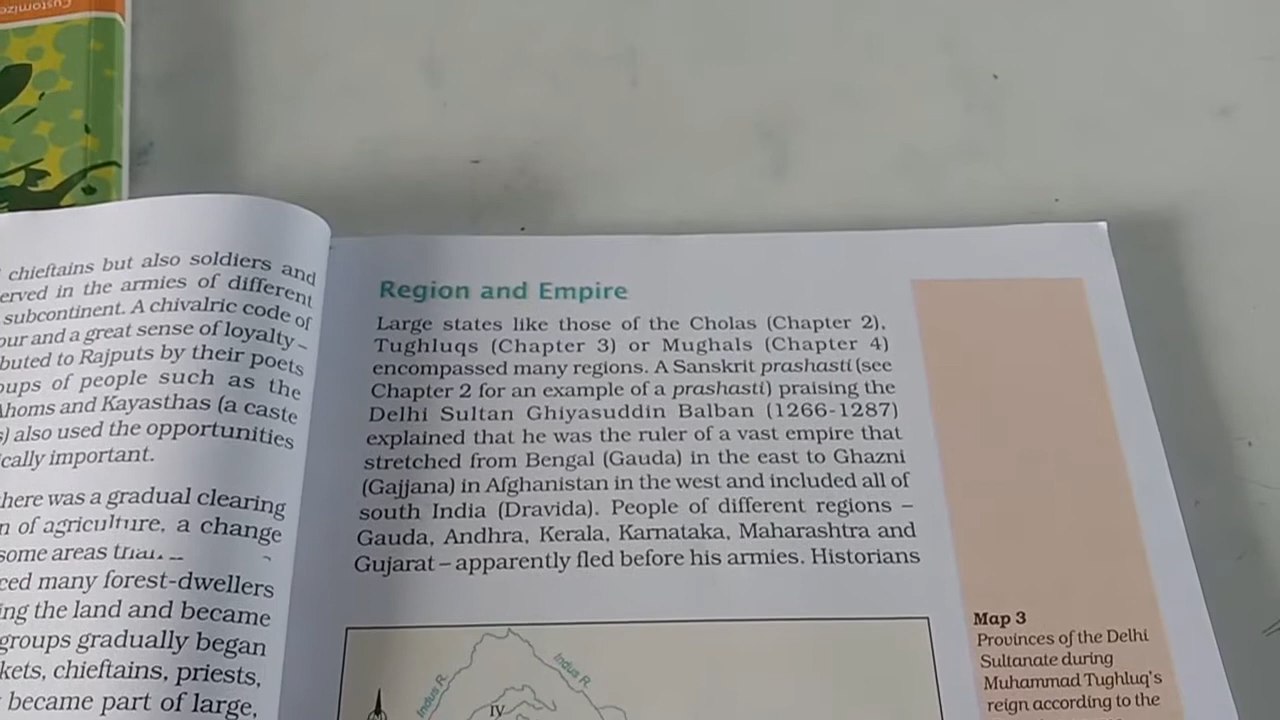 Customize
chieftains but also soldiers and
erved in the armies of different
subcontinent. A chivalric code of
our and a great sense of loyalty –
buted to Rajputs by their poets
oups of people such as the
Ahoms and Kayasthas (a caste
s) also used the opportunities
cally important.
here was a gradual clearing
n of agriculture, a change
some areas
ced many forest-dwellers
ing the land and became
groups gradually began
kets, chieftains, priests,
became part of large,
Region and Empire
Large states like those of the Cholas (Chapter 2),
Tughluqs (Chapter 3) or Mughals (Chapter 4)
encompassed many regions. A Sanskrit prashasti (see
Chapter 2 for an example of a prashasti) praising the
Delhi Sultan Ghiyasuddin Balban (1266-1287)
explained that he was the ruler of a vast empire that
stretched from Bengal (Gauda) in the east to Ghazni
(Gajjana) in Afghanistan in the west and included all of
south India (Dravida). People of different regions –
Gauda, Andhra, Kerala, Karnataka, Maharashtra and
Gujarat – apparently fled before his armies. Historians
Indus R.
Indus R.
IV
Map 3
Provinces of the Delhi
Sultanate during
Muhammad Tughluq's
reign according to the